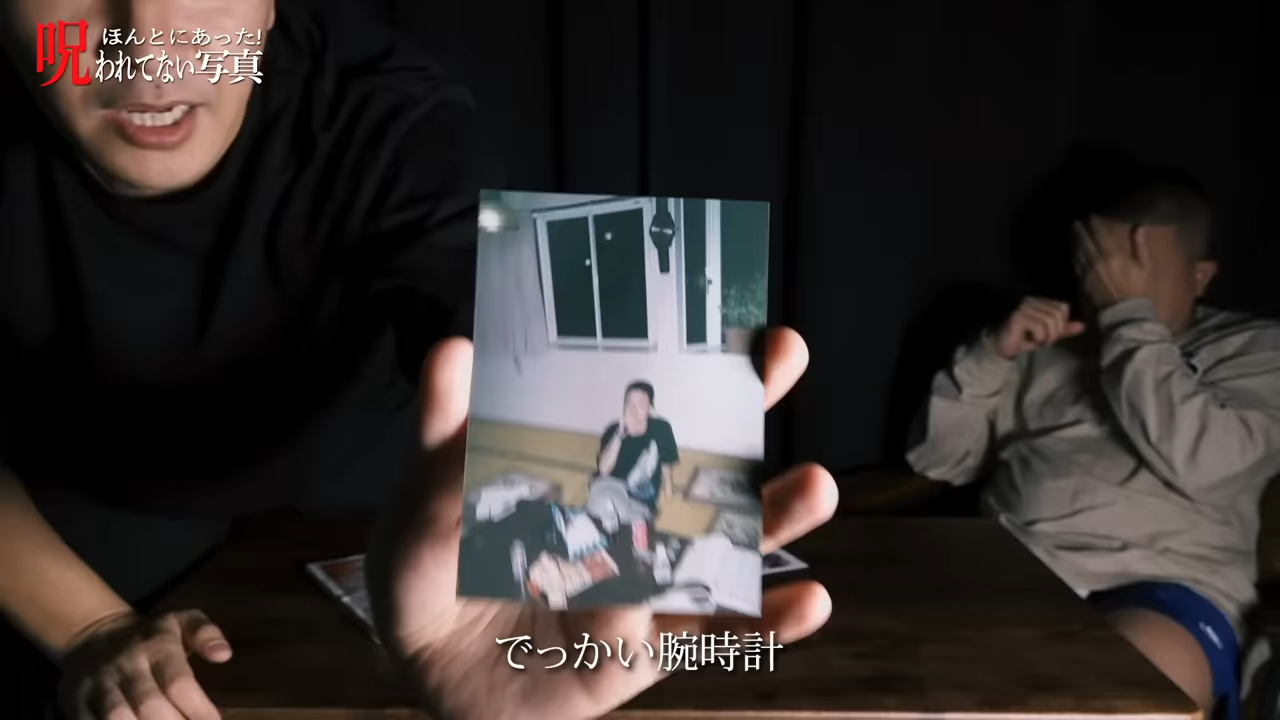 ほんとにあった!
呪われてない写真
でっかい腕時計